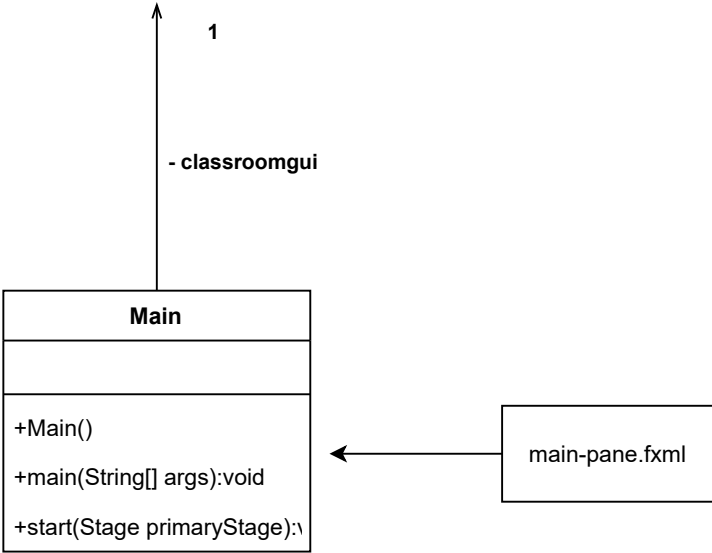 1
- classroomgui
Main
+Main()
+main(String[] args):void
main-pane.fxml
+start(Stage primaryStage):